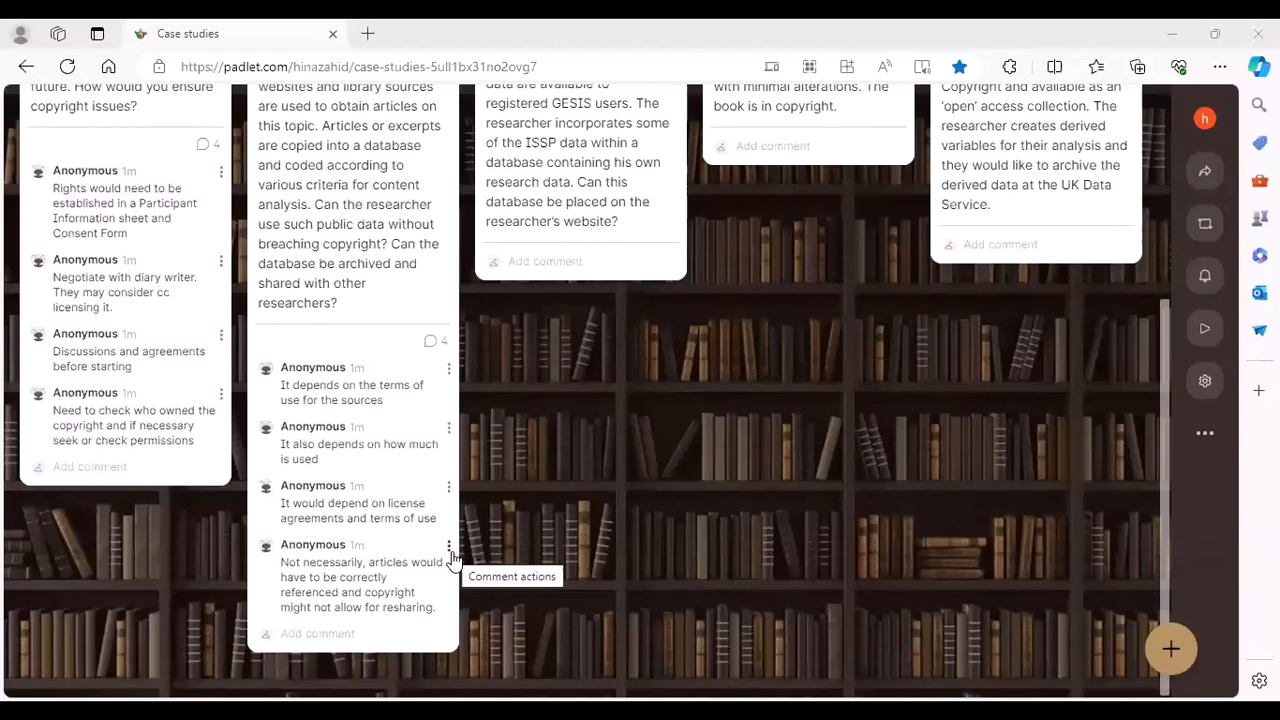 Case studies
https://padlet.com/hinazahid/case-studies-5ull1bx31no2ovg7
h
future. How would you ensure
copyright issues?
4
Anonymous 1m
Rights would need to be
established in a Participant
Information sheet and
Consent Form
Anonymous 1m
Negotiate with diary writer.
They may consider cc
licensing it.
Anonymous 1m
Discussions and agreements
before starting
Anonymous 1m
Need to check who owned the
copyright and if necessary
seek or check permissions
Add comment
websites and library sources
are used to obtain articles on
this topic. Articles or excerpts
are copied into a database
and coded according to
various criteria for content
analysis. Can the researcher
use such public data without
breaching copyright? Can the
database be archived and
shared with other
researchers?
4
Anonymous 1m
It depends on the terms of
use for the sources
Anonymous 1m
It also depends on how much
is used
Anonymous 1m
It would depend on license
agreements and terms of use
Anonymous 1m
Not necessarily, articles would
have to be correctly
referenced and copyright
might not allow for resharing.
Add comment
Comment actions
data are available to
registered GESIS users. The
researcher incorporates some
of the ISSP data within a
database containing his own
research data. Can this
database be placed on the
researcher's website?
Add comment
with minimal alterations. The
book is in copyright.
Add comment
Copyright and available as an
'open' access collection. The
researcher creates derived
variables for their analysis and
they would like to archive the
derived data at the UK Data
Service.
Add comment